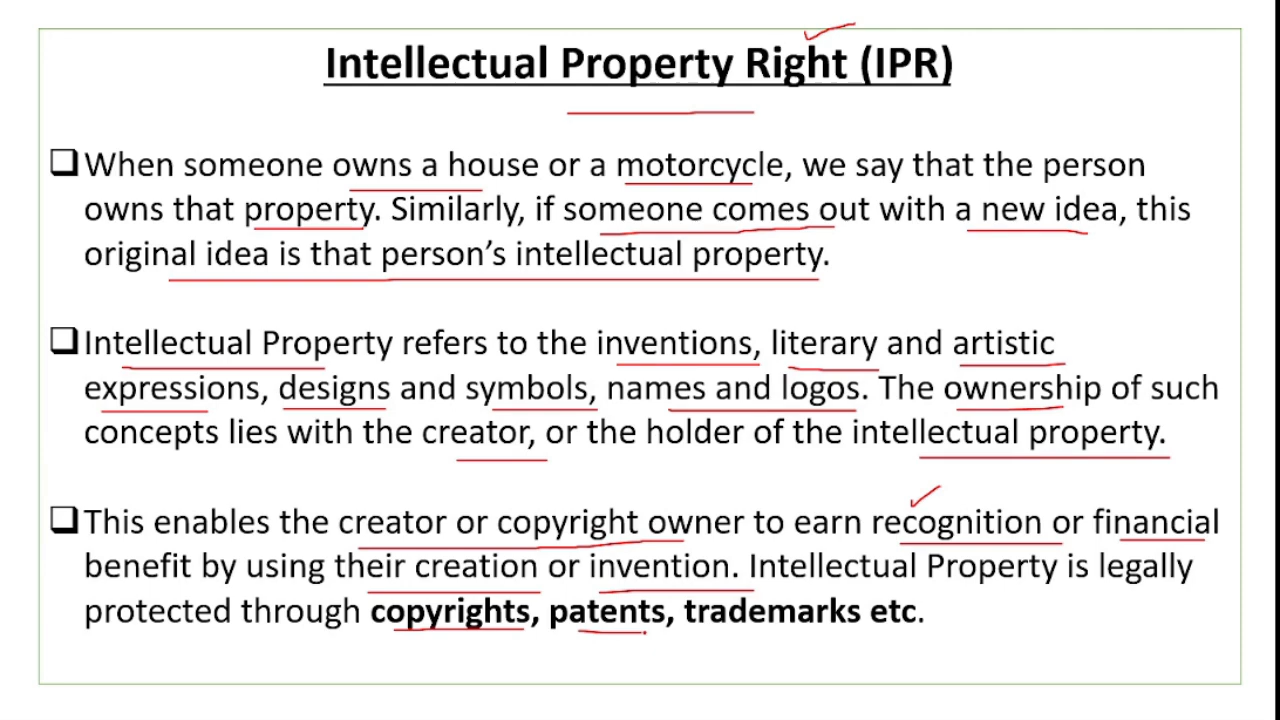 Intellectual Property Right (IPR)
When someone owns a house or a motorcycle, we say that the person
owns that property. Similarly, if someone comes out with a new idea, this
original idea is that person’s intellectual property.
Intellectual Property refers to the inventions, literary and artistic
expressions, designs and symbols, names and logos. The ownership of such
concepts lies with the creator, or the holder of the intellectual property.
This enables the creator or copyright owner to earn recognition or financial
benefit by using their creation or invention. Intellectual Property is legally
protected through copyrights, patents, trademarks etc.